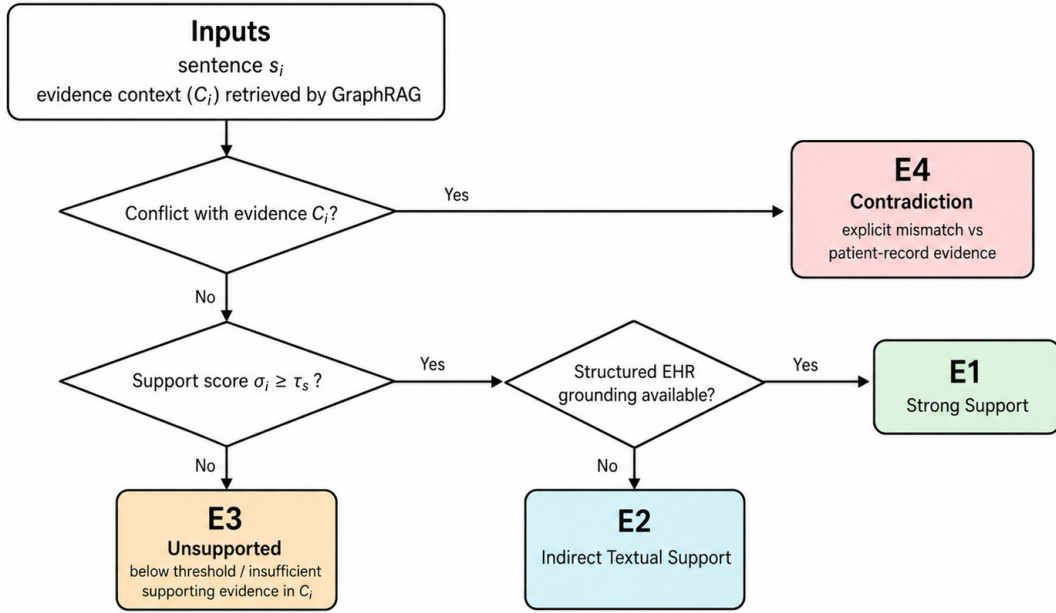 Inputs
sentence sᵢ
evidence context (Cᵢ) retrieved by GraphRAG
Conflict with evidence Cᵢ?
Yes
E4
Contradiction
explicit mismatch vs
patient-record evidence
No
Support score σᵢ ≥ τₛ ?
Yes
Structured EHR
grounding available?
Yes
E1
Strong Support
No
E3
Unsupported
below threshold / insufficient
supporting evidence in Cᵢ
No
E2
Indirect Textual Support